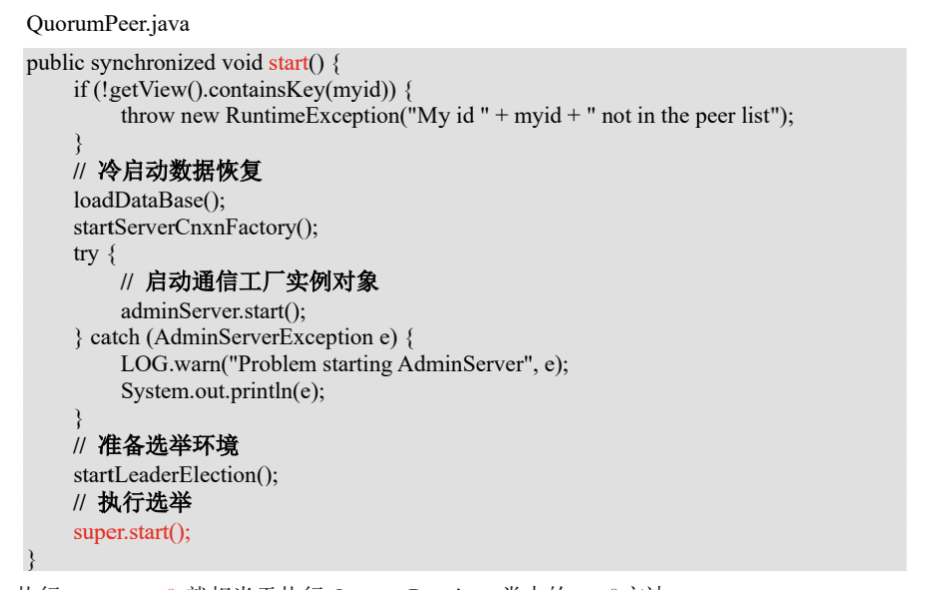 QuorumPeer.java
public synchronized void start() {
if (!getView().containsKey(myid)) {
throw new RuntimeException("My id " + myid + " not in the peer list");
}
// 冷启动数据恢复
loadDataBase();
startServerCnxnFactory();
try {
// 启动通信工厂实例对象
adminServer.start();
} catch (AdminServerException e) {
LOG.warn("Problem starting AdminServer", e);
System.out.println(e);
}
// 准备选举环境
startLeaderElection();
// 执行选举
super.start();
}